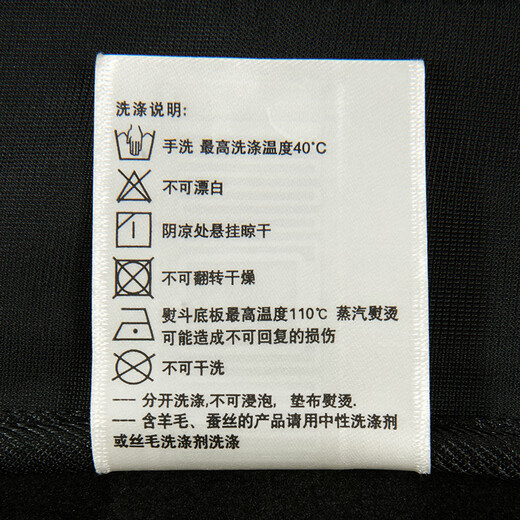 洗涤说明:
手洗 最高洗涤温度40°C
不可漂白
阴凉处悬挂晾干
不可翻转干燥
熨斗底板最高温度110℃ 蒸汽熨烫
可能造成不可回复的损伤
不可干洗
--- 分开洗涤,不可浸泡, 垫布熨烫.
--- 含羊毛、蚕丝的产品请用中性洗涤剂
或丝毛洗涤剂洗涤